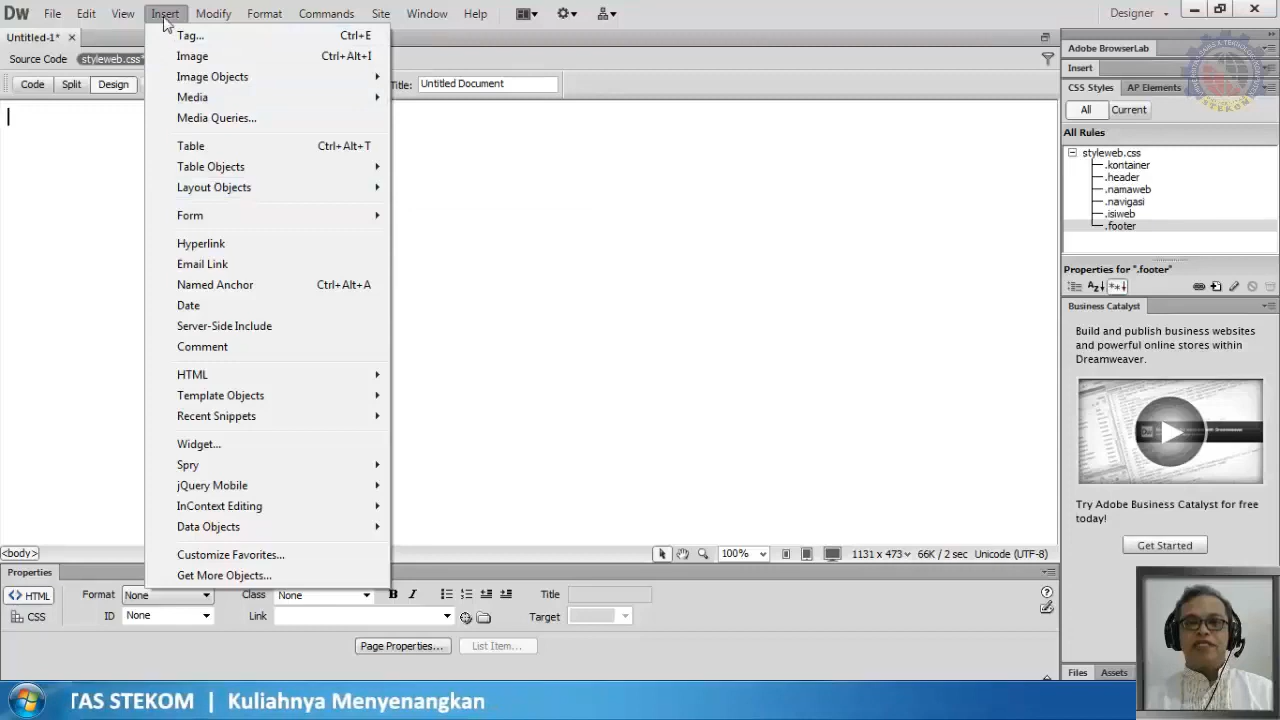 Dw File Edit View Insert Modify Format Commands Site Window Help Designer
Untitled-1*
Source Code styleweb.css*
Code Split Design Title: Untitled Document
Tag... Ctrl+E
Image Ctrl+Alt+I
Image Objects
Media
Media Queries...
Table Ctrl+Alt+T
Table Objects
Layout Objects
Form
Hyperlink
Email Link
Named Anchor Ctrl+Alt+A
Date
Server-Side Include
Comment
HTML
Template Objects
Recent Snippets
Widget...
Spry
jQuery Mobile
InContext Editing
Data Objects
Customize Favorites...
Get More Objects...
Adobe BrowserLab
Insert
CSS Styles AP Elements
STEKOM
All Current
All Rules
styleweb.css
.kontainer
.header
.namaweb
.navigasi
.isiweb
.footer
Properties for ".footer"
Business Catalyst
Build and publish business websites
and powerful online stores within
Dreamweaver.
Try Adobe Business Catalyst for free
today!
Get Started
<body> 100% 1131 x 473 66K / 2 sec Unicode (UTF-8)
Properties
HTML Format None Class None B I Title
CSS ID None Link Target
Page Properties... List Item...
Files Assets
TAS STEKOM | Kuliahnya Menyenangkan